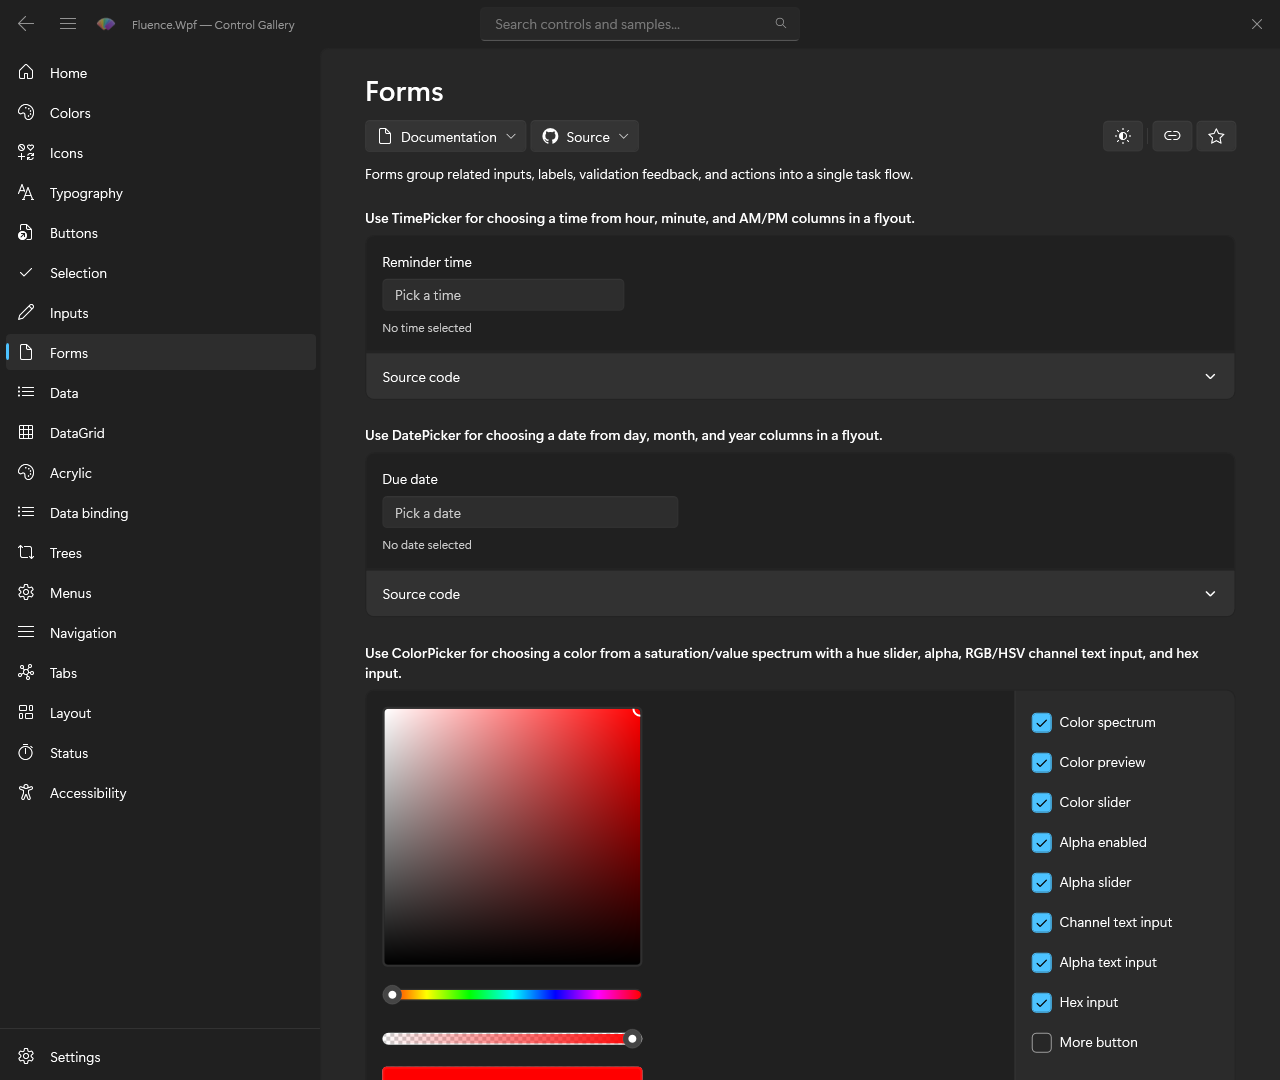 Fluence.Wpf — Control Gallery
Search controls and samples...
Home
Colors
Icons
Typography
Buttons
Selection
Inputs
Forms
Data
DataGrid
Acrylic
Data binding
Trees
Menus
Navigation
Tabs
Layout
Status
Accessibility
Settings
Forms
Documentation
Source
Forms group related inputs, labels, validation feedback, and actions into a single task flow.
Use TimePicker for choosing a time from hour, minute, and AM/PM columns in a flyout.
Reminder time
Pick a time
No time selected
Source code
Use DatePicker for choosing a date from day, month, and year columns in a flyout.
Due date
Pick a date
No date selected
Source code
Use ColorPicker for choosing a color from a saturation/value spectrum with a hue slider, alpha, RGB/HSV channel text input, and hex
input.
Color spectrum
Color preview
Color slider
Alpha enabled
Alpha slider
Channel text input
Alpha text input
Hex input
More button